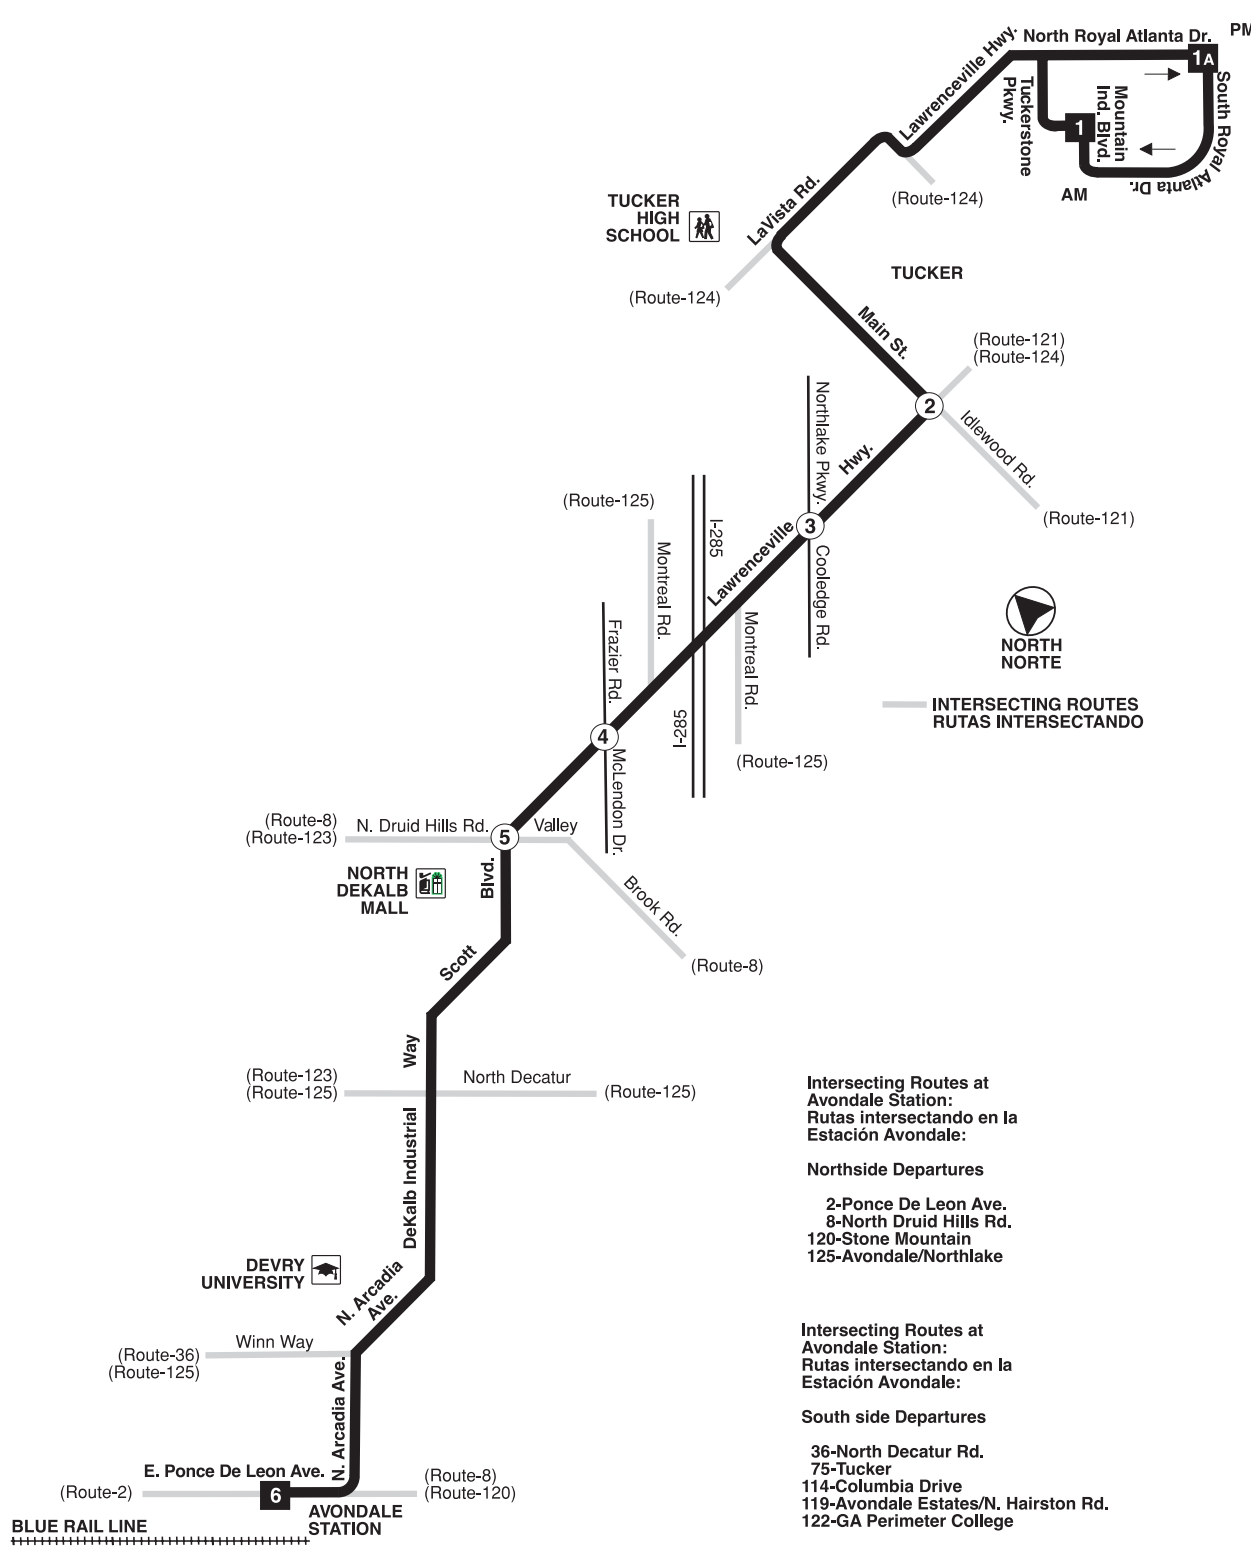 PM
North Royal Atlanta Dr.
1A
Lawrenceville Hwy.
Tuckerstone
Pkwy.
Mountain
Ind. Blvd.
South Royal Atlanta Dr.
1
AM
(Route-124)
TUCKER
HIGH
SCHOOL
LaVista Rd.
TUCKER
(Route-124)
Main St.
(Route-121)
(Route-124)
2
Idlewood Rd.
(Route-121)
Northlake Pkwy.
Hwy.
(Route-125)
I-285
Lawrenceville
3
Montreal Rd.
Cooledge Rd.
Montreal Rd.
Frazier Rd.
NORTH
NORTE
INTERSECTING ROUTES
RUTAS INTERSECTANDO
I-285
4
(Route-125)
McLendon Dr.
(Route-8)
(Route-123)
N. Druid Hills Rd.
5
Valley
NORTH
DEKALB
MALL
Blvd.
Brook Rd.
Scott
(Route-8)
Way
(Route-123)
(Route-125)
North Decatur
(Route-125)
DeKalb Industrial
Intersecting Routes at
Avondale Station:
Rutas intersectando en la
Estación Avondale:
Northside Departures
2-Ponce De Leon Ave.
8-North Druid Hills Rd.
120-Stone Mountain
125-Avondale/Northlake
DEVRY
UNIVERSITY
N. Arcadia
Ave.
Winn Way
(Route-36)
(Route-125)
N. Arcadia Ave.
Intersecting Routes at
Avondale Station:
Rutas intersectando en la
Estación Avondale:
South side Departures
36-North Decatur Rd.
75-Tucker
114-Columbia Drive
119-Avondale Estates/N. Hairston Rd.
122-GA Perimeter College
E. Ponce De Leon Ave.
(Route-2)
6
(Route-8)
(Route-120)
AVONDALE
STATION
BLUE RAIL LINE